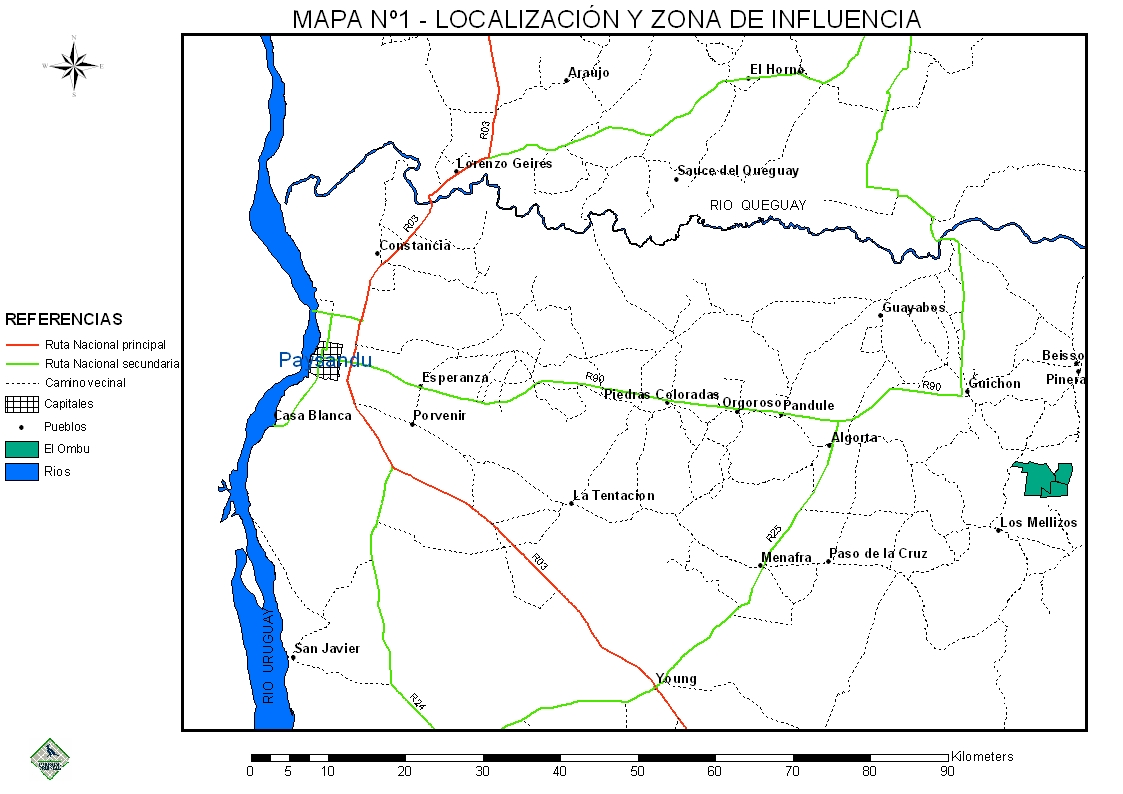 MAPA Nº1 - LOCALIZACIÓN Y ZONA DE INFLUENCIA
N
W
E
S
Araujo
El Horno
R03
Lorenzo Geires
Sauce del Queguay
RIO QUEGUAY
R03
Constancia
Guayabos
REFERENCIAS
Ruta Nacional principal
Ruta Nacional secundaria
Camino vecinal
Capitales
Pueblos
El Ombu
Rios
Paysandu
Beisso
Pinera
Esperanza
R90
R90
Guichon
Piedras Coloradas
Orgoroso
Pandule
Casa Blanca
Porvenir
Algorta
La Tentacion
Los Mellizos
R25
R03
Menafra
Paso de la Cruz
RIO URUGUAY
San Javier
Young
R24
0 5 10 20 30 40 50 60 70 80 90
Kilometers